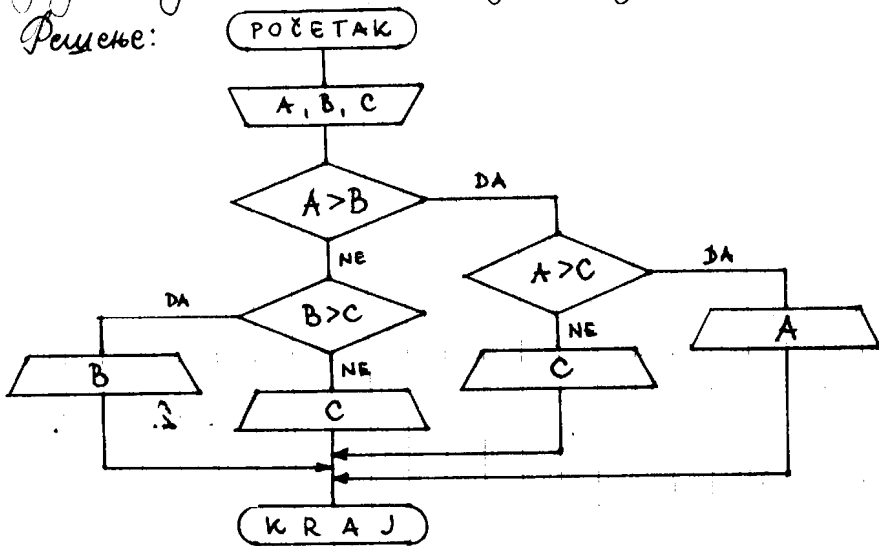 Решење:
POČETAK
A, B, C
A>B
DA
NE
A>C
DA
NE
B>C
DA
NE
A
C
B
C
KRAJ